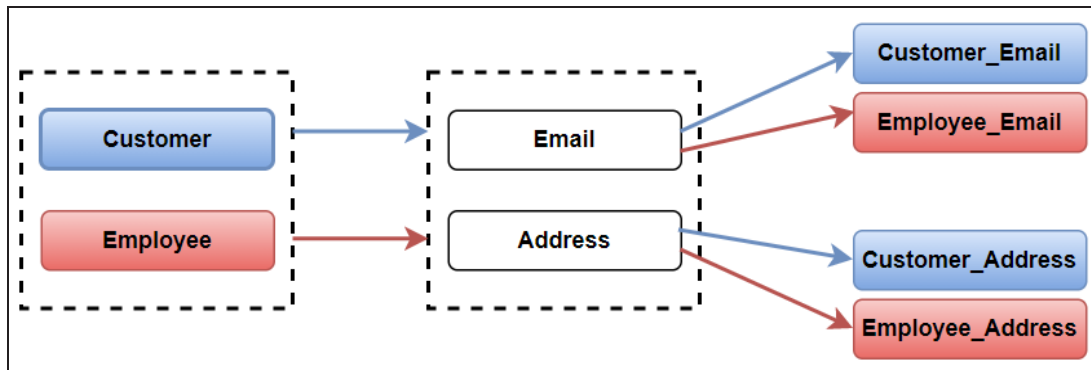 Customer_Email
Employee_Email
Customer
Email
Employee
Address
Customer_Address
Employee_Address